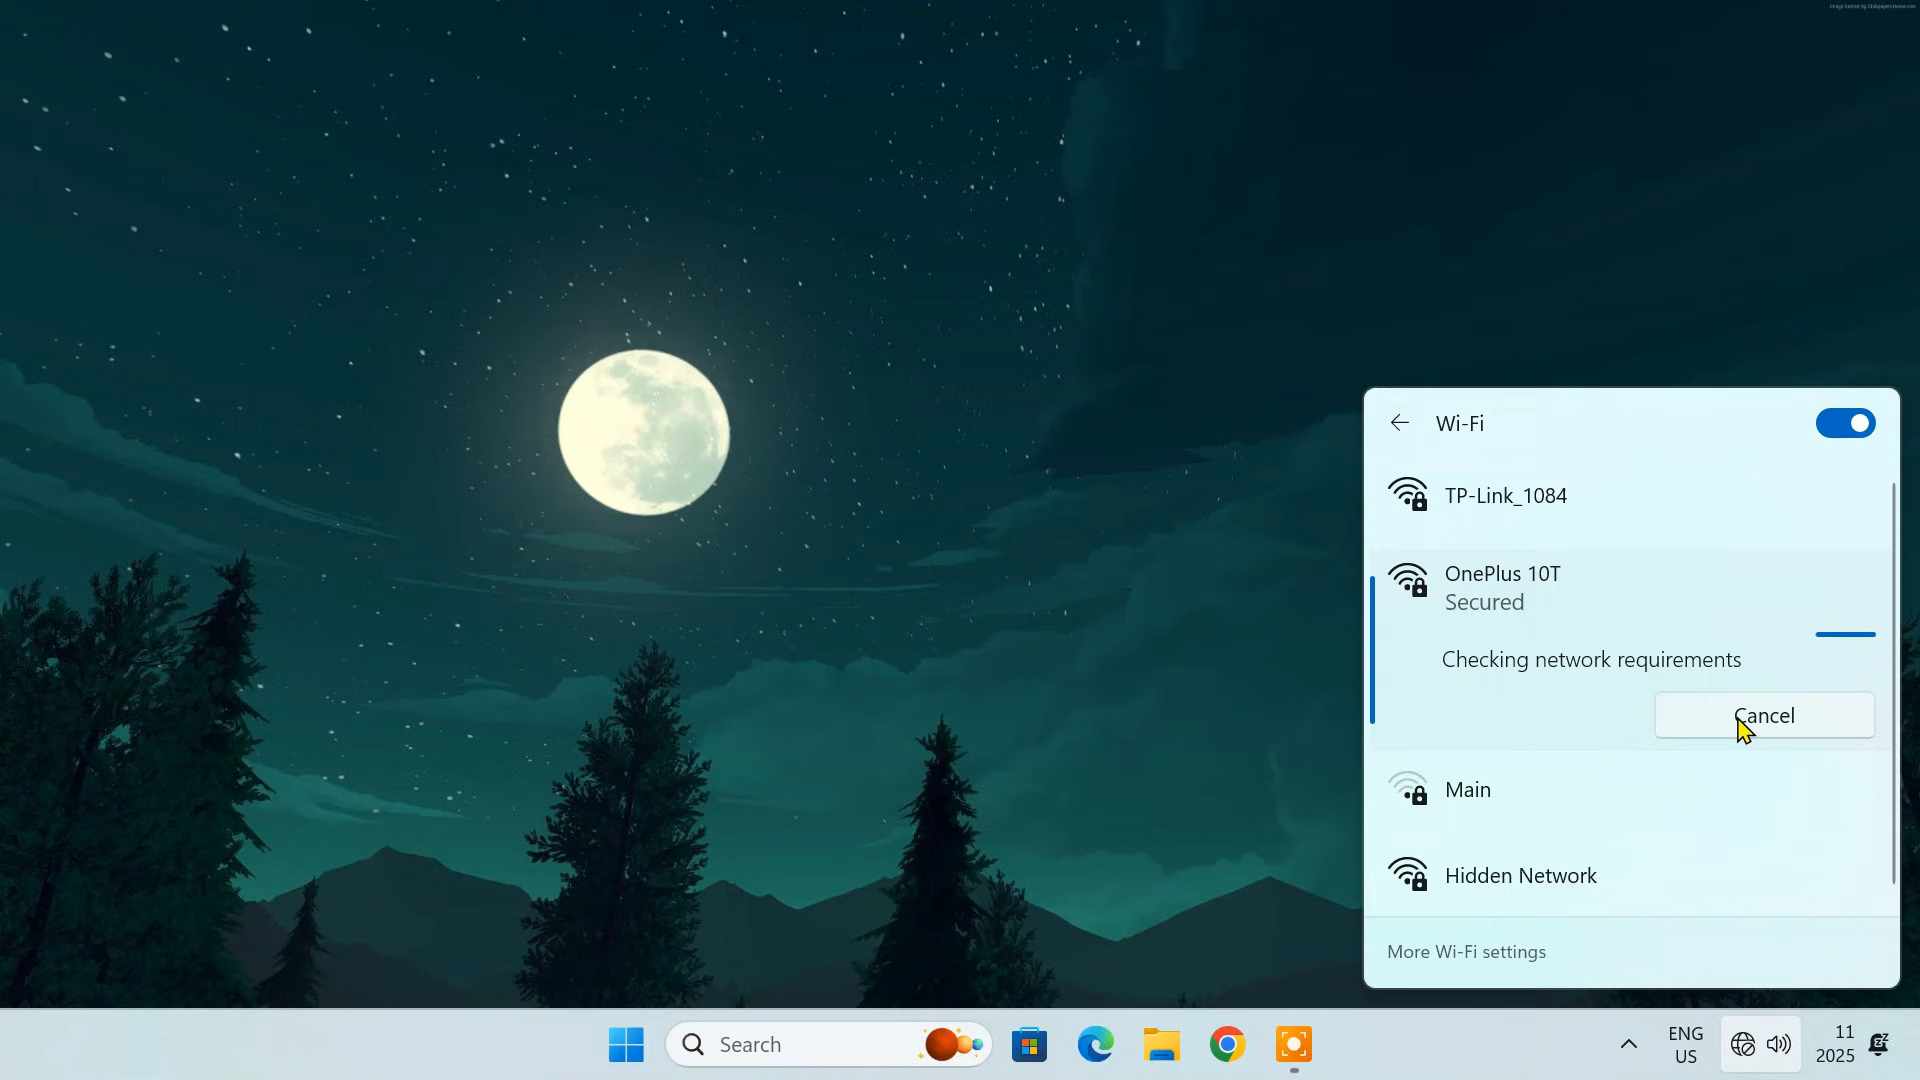 Wi-Fi
TP-Link_1084
OnePlus 10T
Secured
Checking network requirements
Cancel
Main
Hidden Network
More Wi-Fi settings
Search
ENG
US
11
2025